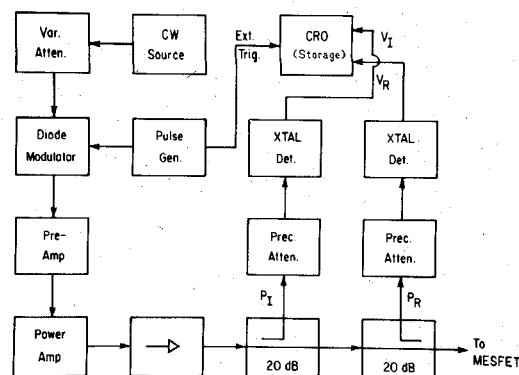 Var.
Atten.
CW
Source
Ext.
Trig.
CRO
(Storage)
V_I
V_R
Diode
Modulator
Pulse
Gen.
XTAL
Det.
XTAL
Det.
Pre-
Amp
Prec.
Atten.
Prec.
Atten.
P_I
P_R
Power
Amp
20 dB
20 dB
To
MESFET